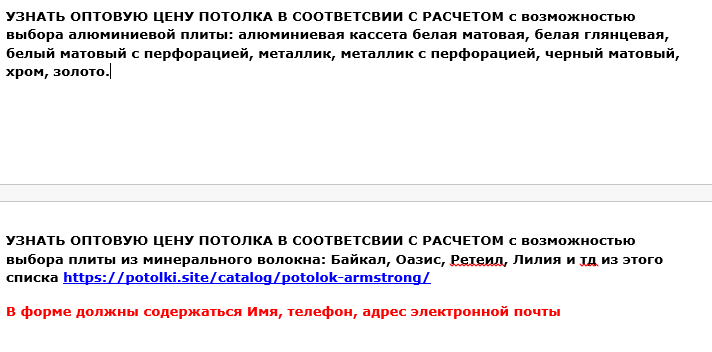 УЗНАТЬ ОПТОВУЮ ЦЕНУ ПОТОЛКА В СООТВЕТСВИИ С РАСЧЕТОМ с возможностью
выбора алюминиевой плиты: алюминиевая кассета белая матовая, белая глянцевая,
белый матовый с перфорацией, металлик, металлик с перфорацией, черный матовый,
хром, золото.
УЗНАТЬ ОПТОВУЮ ЦЕНУ ПОТОЛКА В СООТВЕТСВИИ С РАСЧЕТОМ с возможностью
выбора плиты из минерального волокна: Байкал, Оазис, Ретеил, Лилия и тд из этого
списка https://potolki.site/catalog/potolok-armstrong/
В форме должны содержаться Имя, телефон, адрес электронной почты